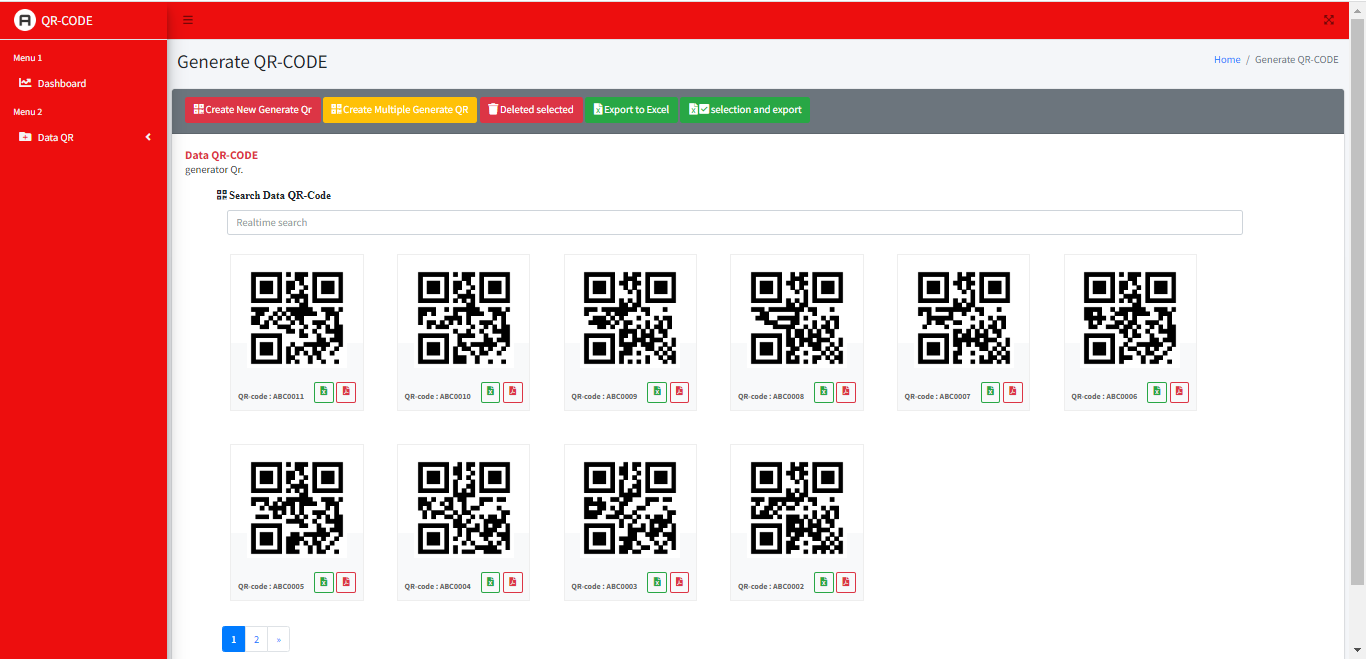 QR-CODE
Menu 1
Dashboard
Menu 2
Data QR
Generate QR-CODE
Home / Generate QR-CODE
Create New Generate Qr
Create Multiple Generate QR
Deleted selected
Export to Excel
selection and export
Data QR-CODE
generator Qr.
Search Data QR-Code
Realtime search
QR-code : ABC0011
QR-code : ABC0010
QR-code : ABC0009
QR-code : ABC0008
QR-code : ABC0007
QR-code : ABC0006
QR-code : ABC0005
QR-code : ABC0004
QR-code : ABC0003
QR-code : ABC0002
1 2 »